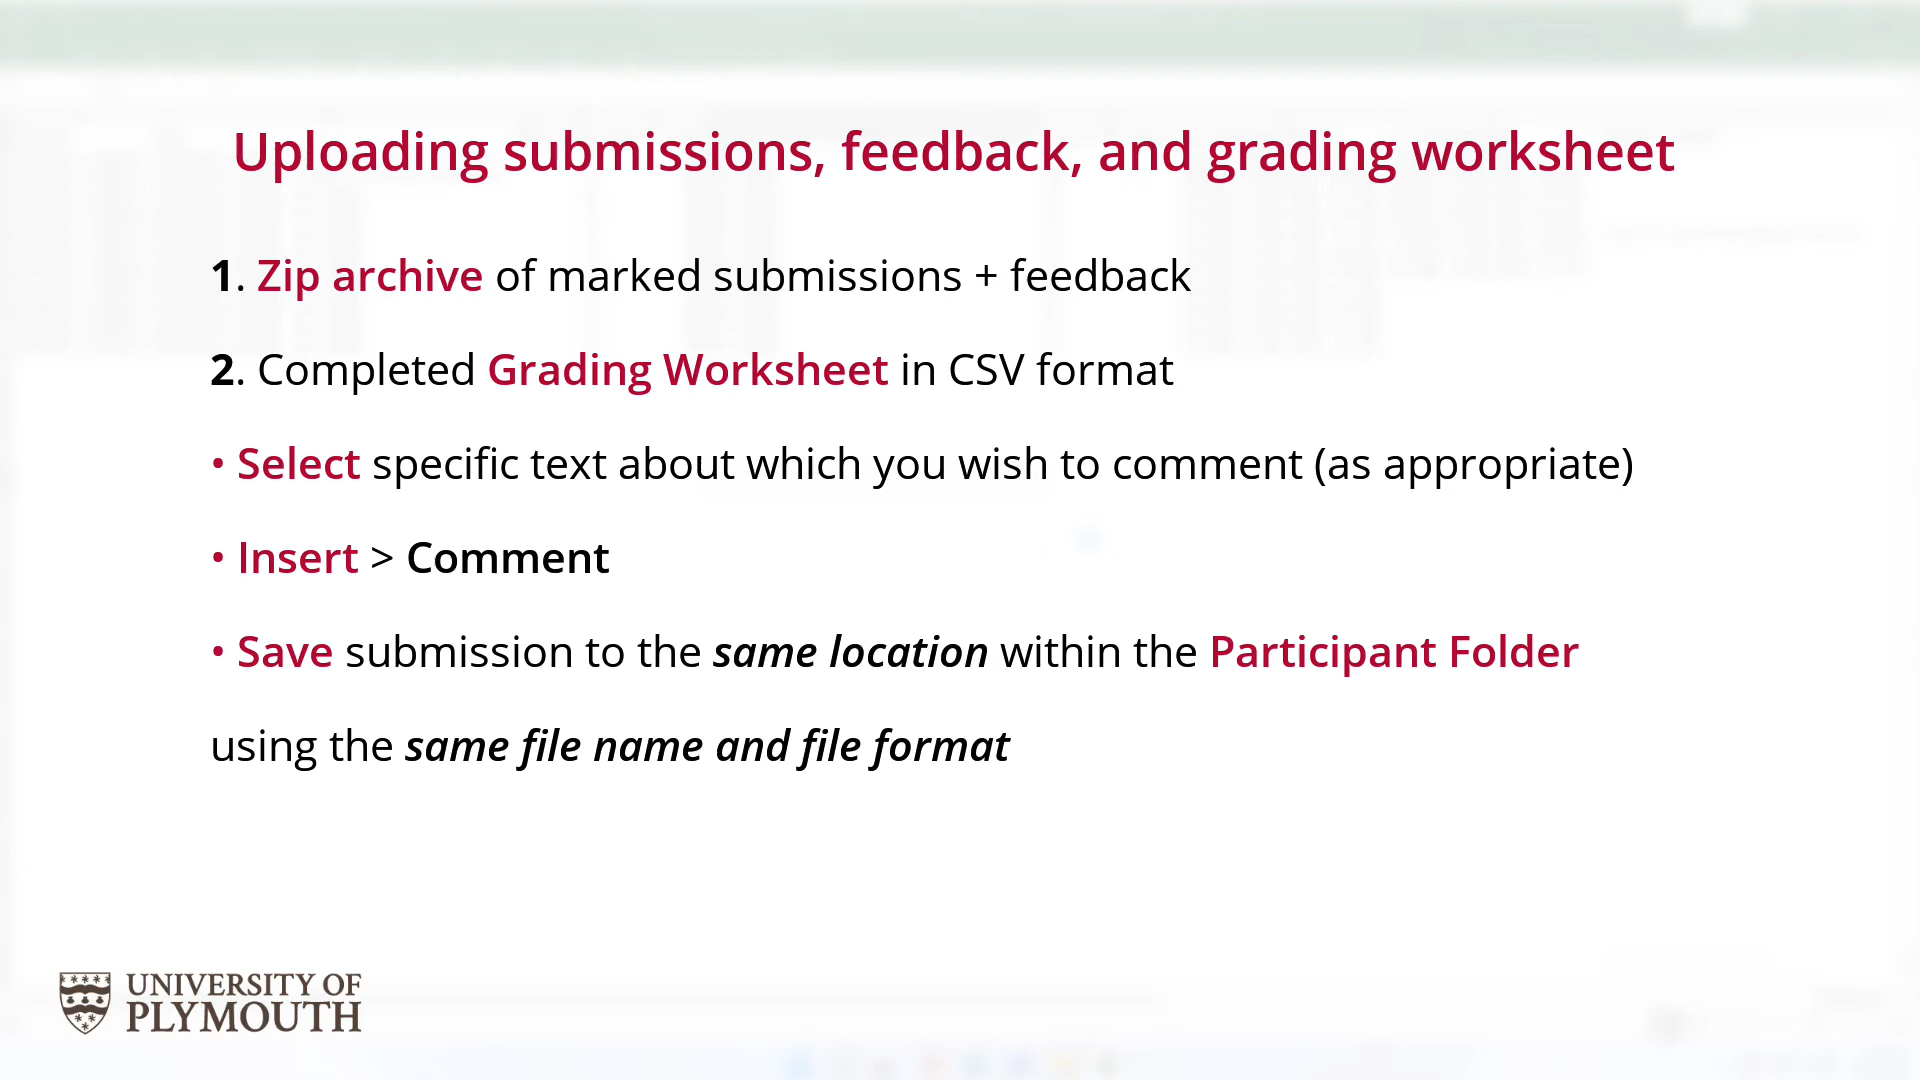 Uploading submissions, feedback, and grading worksheet
1. Zip archive of marked submissions + feedback
2. Completed Grading Worksheet in CSV format
• Select specific text about which you wish to comment (as appropriate)
• Insert > Comment
• Save submission to the same location within the Participant Folder
using the same file name and file format
UNIVERSITY OF
PLYMOUTH